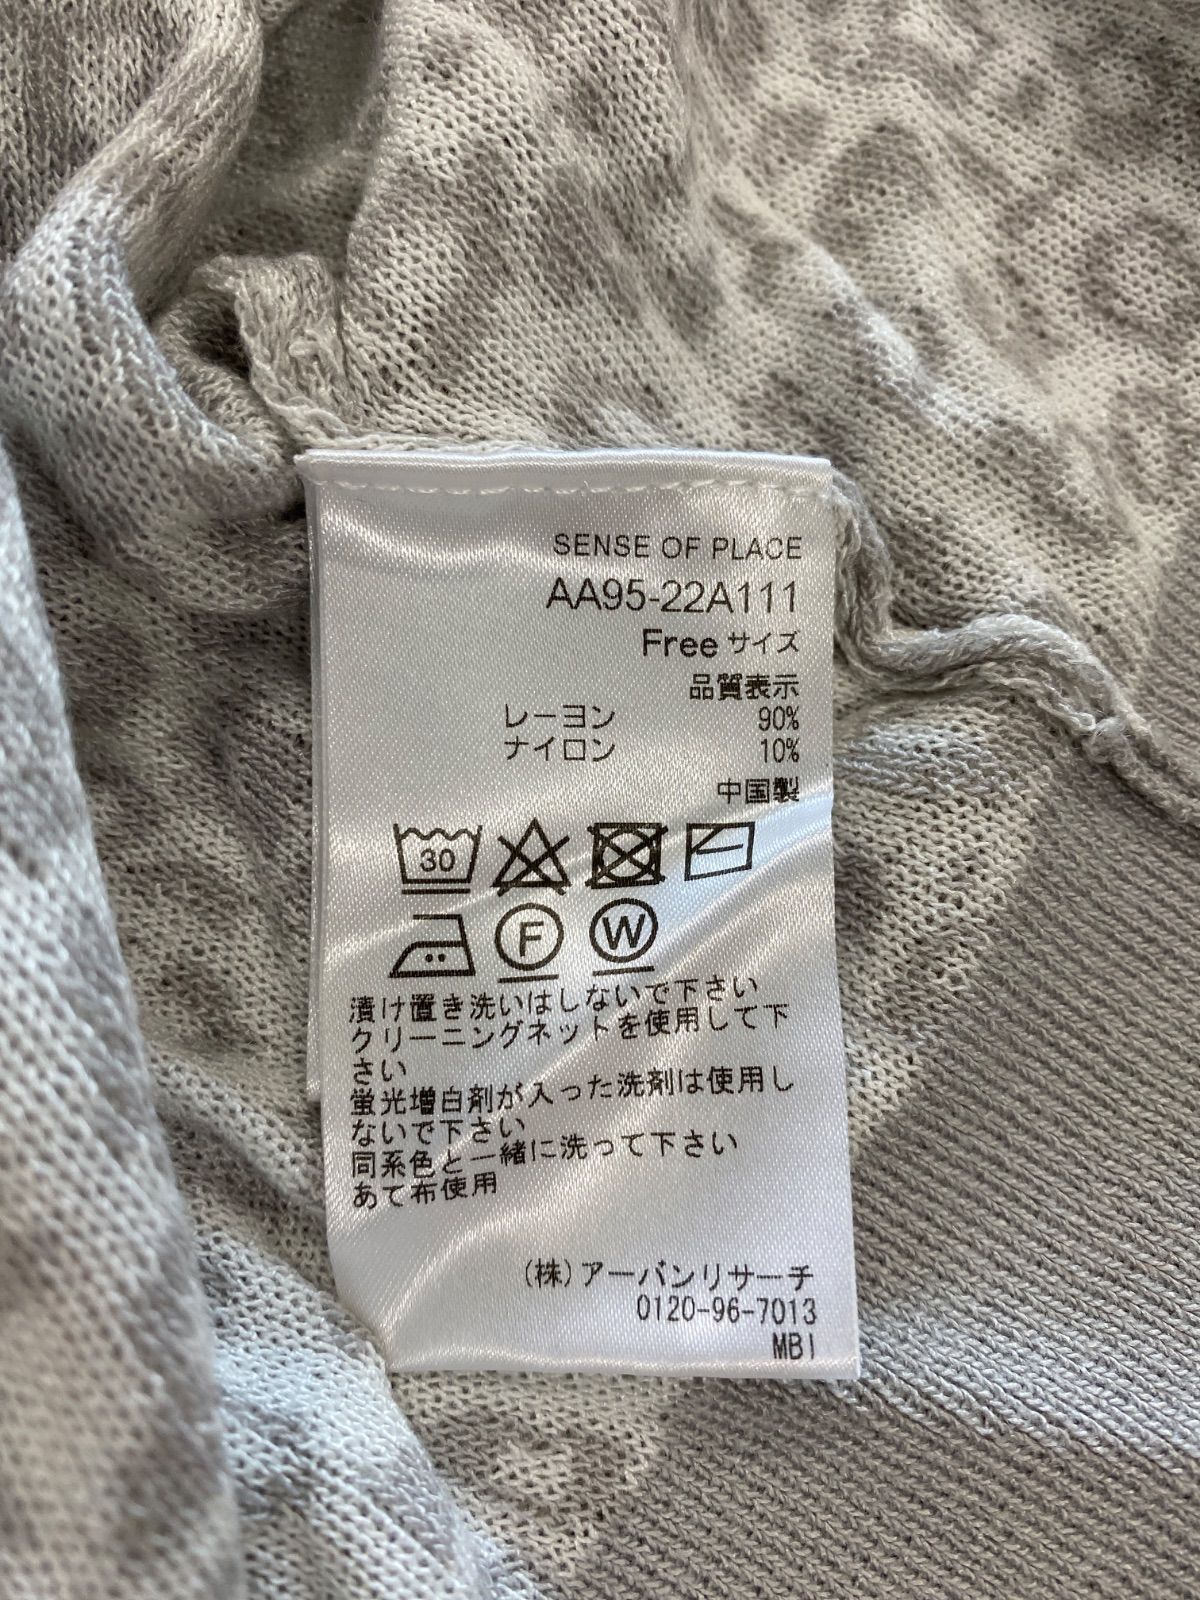 SENSE OF PLACE
AA95-22A111
Free サイズ
品質表示
レーヨン 90%
ナイロン 10%
中国製
30
F W
漬け置き洗いはしないで下さい
クリーニングネットを使用して下
さい
蛍光増白剤が入った洗剤は使用し
ないで下さい
同系色と一緒に洗って下さい
あて布使用
(株)アーバンリサーチ
0120-96-7013
MBI